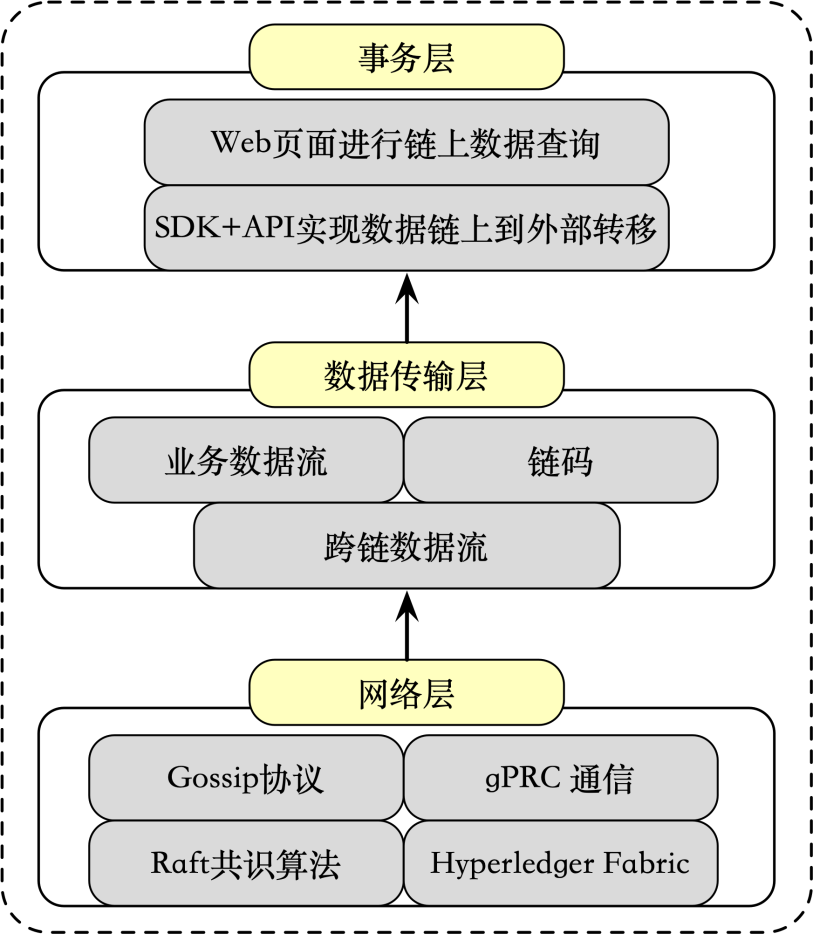 事务层
Web页面进行链上数据查询
SDK+API实现数据链上到外部转移
数据传输层
业务数据流
链码
跨链数据流
网络层
Gossip协议
gPRC 通信
Raft共识算法
Hyperledger Fabric